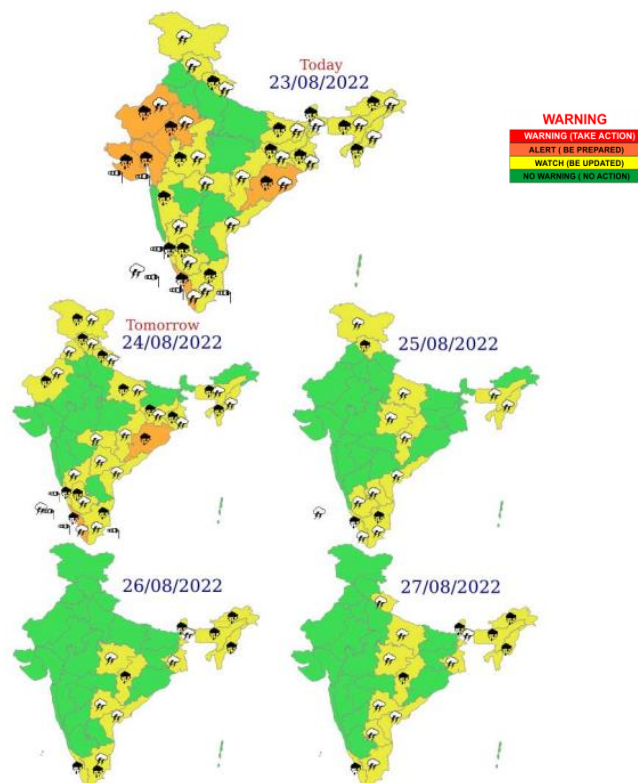 Today
23/08/2022
WARNING
WARNING (TAKE ACTION)
ALERT ( BE PREPARED)
WATCH (BE UPDATED)
NO WARNING ( NO ACTION)
Tomorrow
24/08/2022
25/08/2022
26/08/2022
27/08/2022